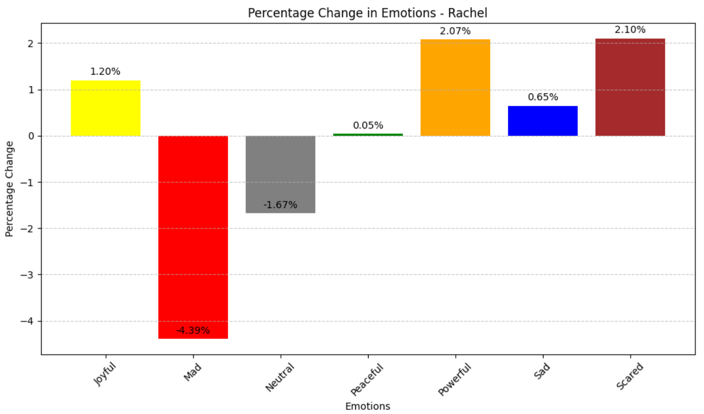 Percentage Change in Emotions - Rachel
Percentage Change
2
1
0
−1
−2
−3
−4
1.20%
-4.39%
-1.67%
0.05%
2.07%
0.65%
2.10%
Joyful
Mad
Neutral
Peaceful
Powerful
Sad
Scared
Emotions